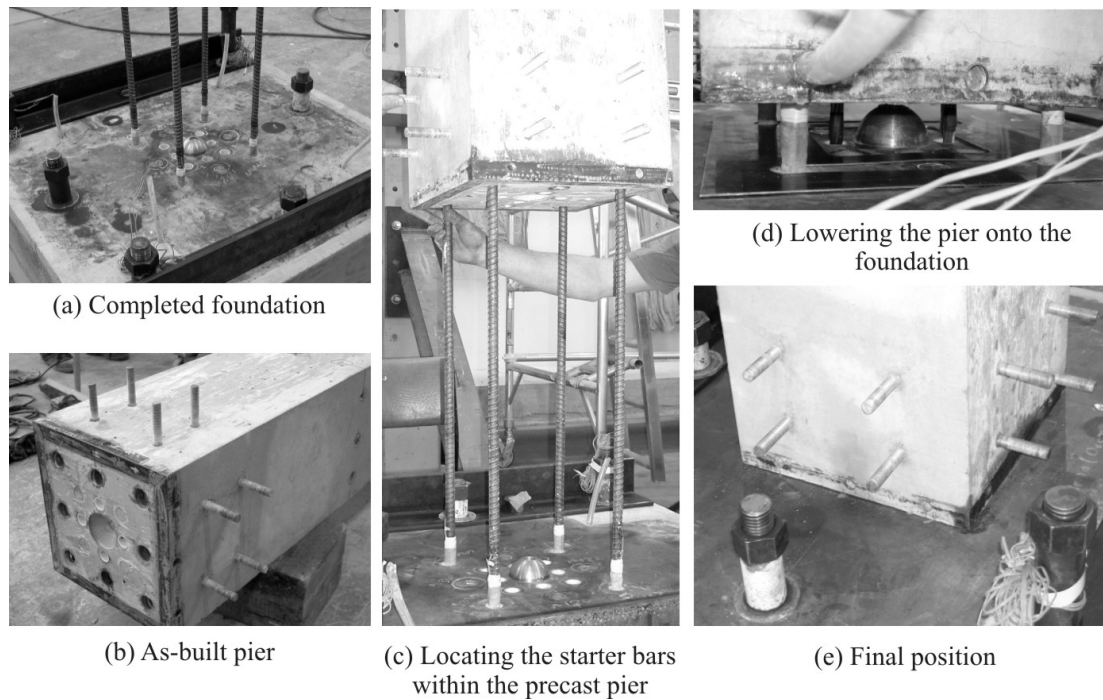 (a) Completed foundation
(b) As-built pier
(c) Locating the starter bars
within the precast pier
(d) Lowering the pier onto the
foundation
(e) Final position